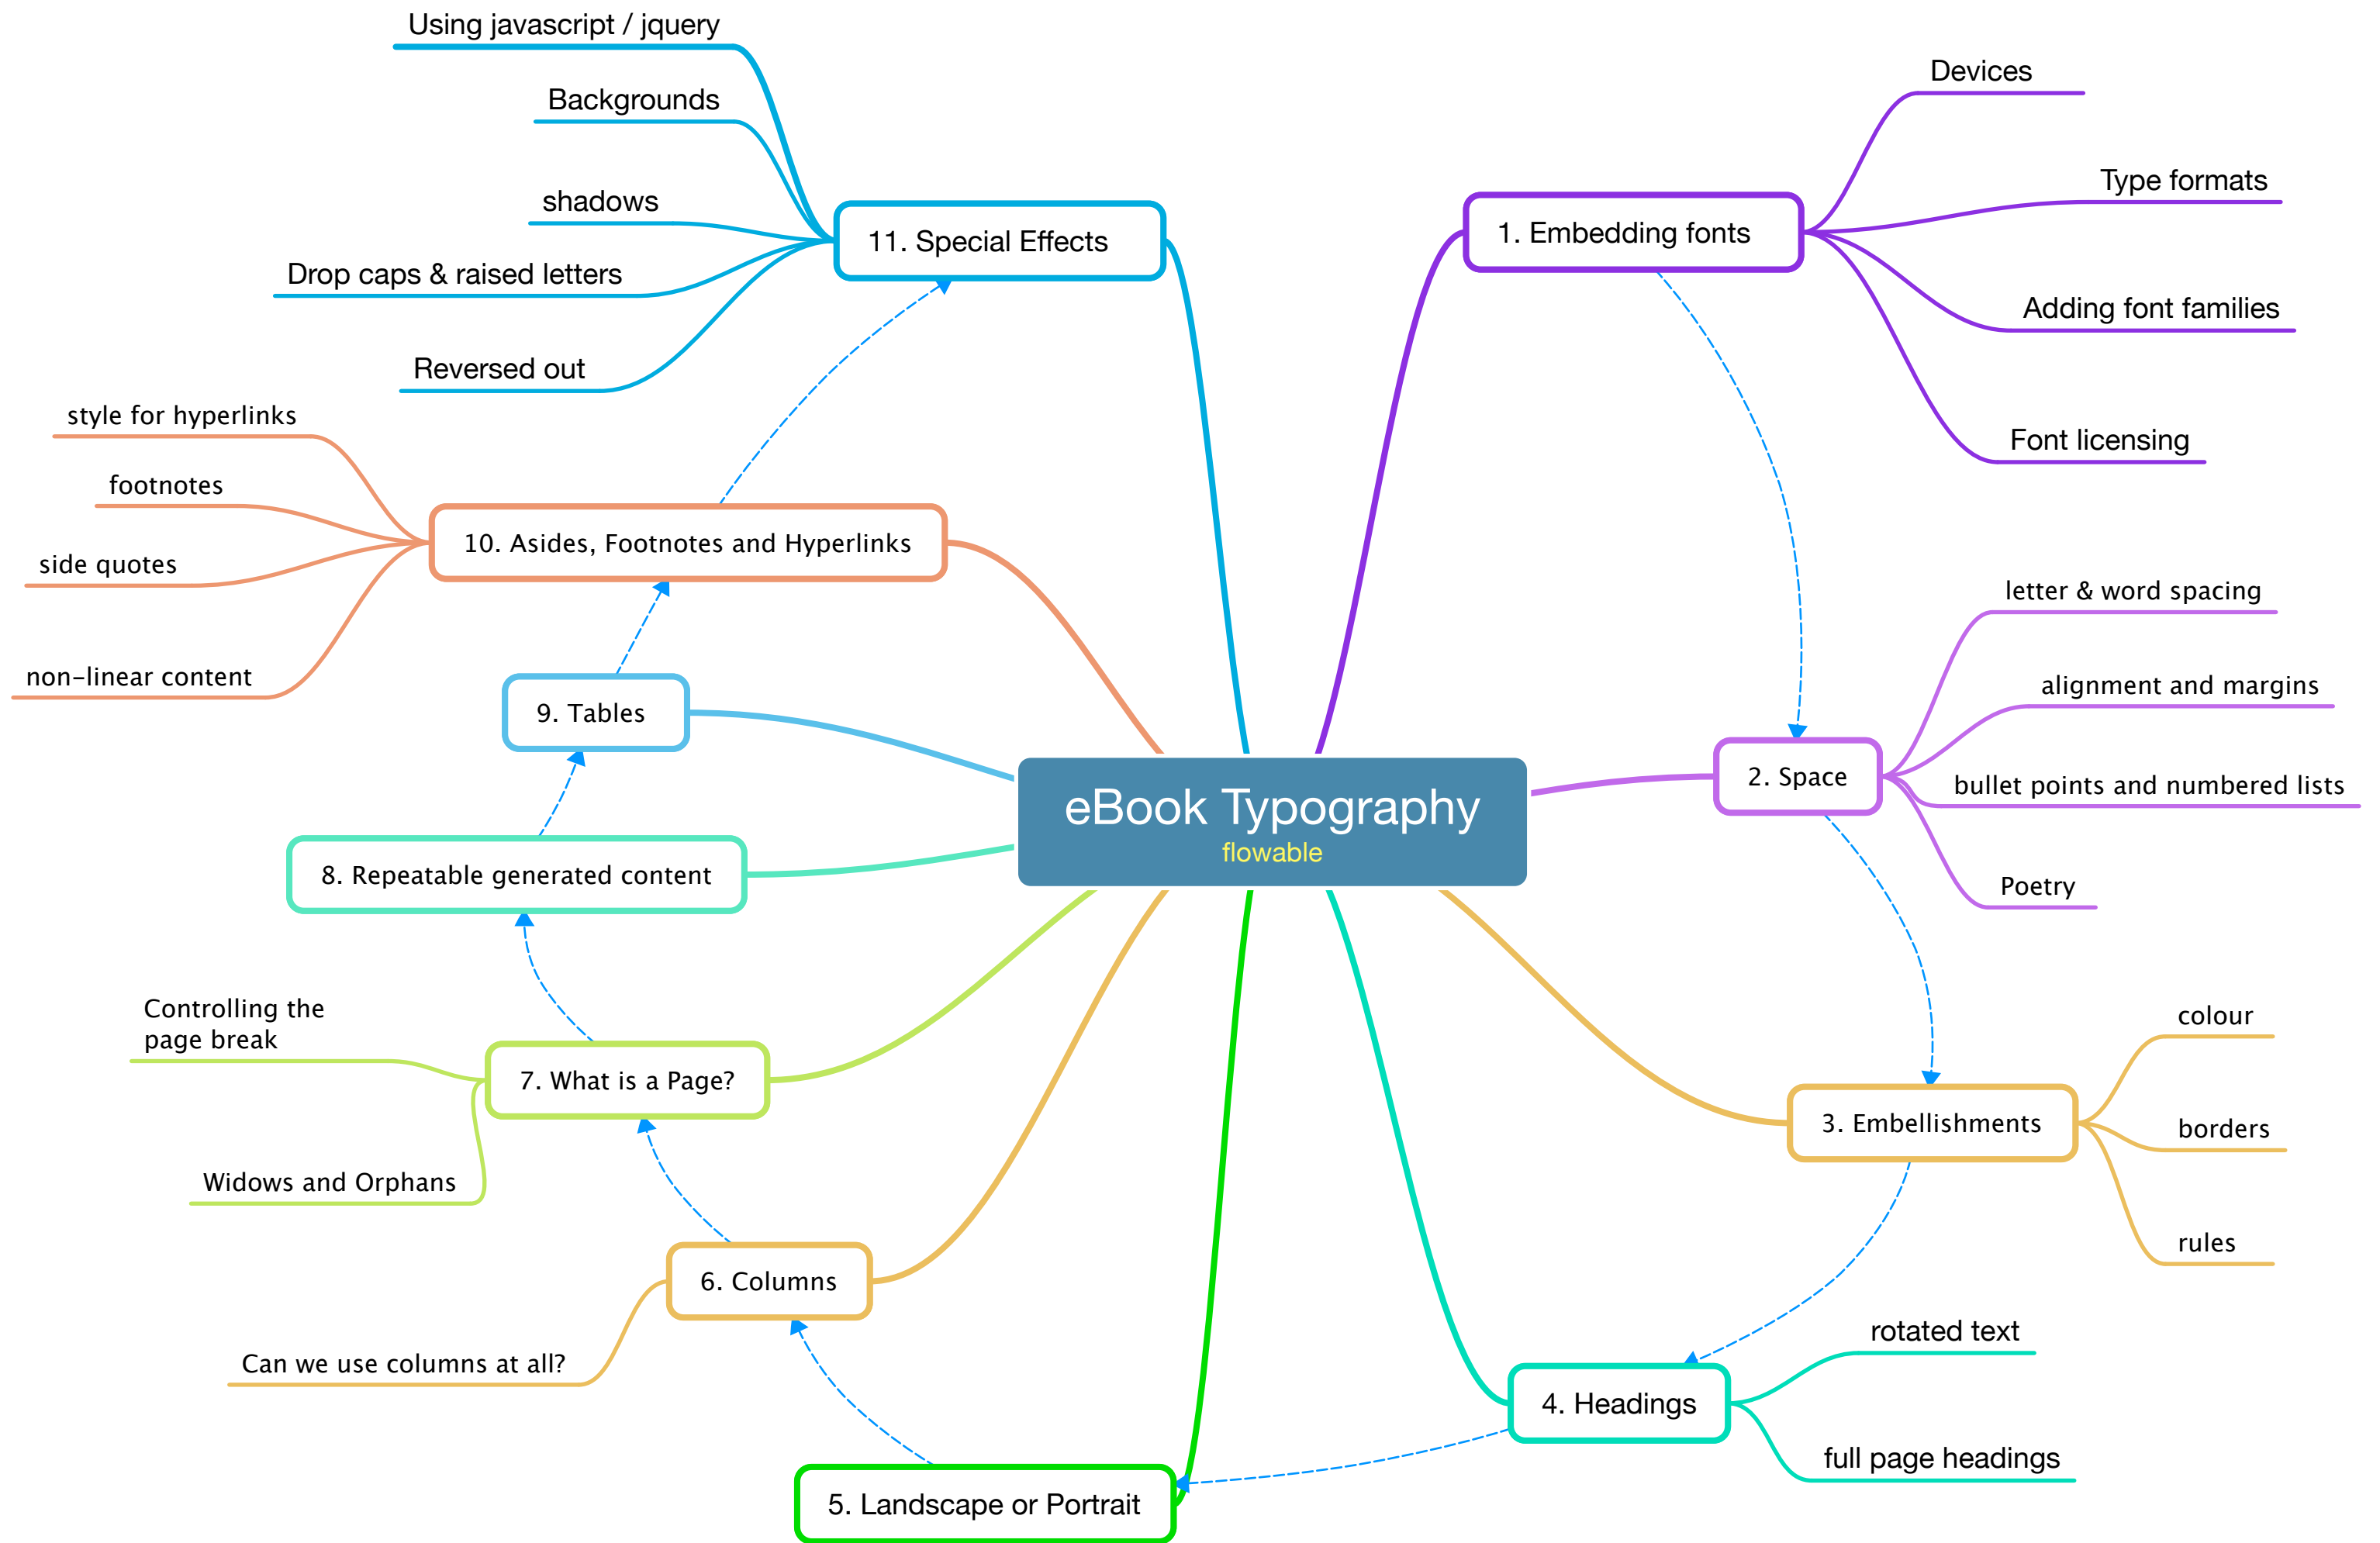 eBook Typography
flowable
1. Embedding fonts
Devices
Type formats
Adding font families
Font licensing
2. Space
letter & word spacing
alignment and margins
bullet points and numbered lists
Poetry
3. Embellishments
colour
borders
rules
4. Headings
rotated text
full page headings
5. Landscape or Portrait
6. Columns
Can we use columns at all?
7. What is a Page?
Controlling the
page break
Widows and Orphans
8. Repeatable generated content
9. Tables
10. Asides, Footnotes and Hyperlinks
style for hyperlinks
footnotes
side quotes
non-linear content
11. Special Effects
Using javascript / jquery
Backgrounds
shadows
Drop caps & raised letters
Reversed out